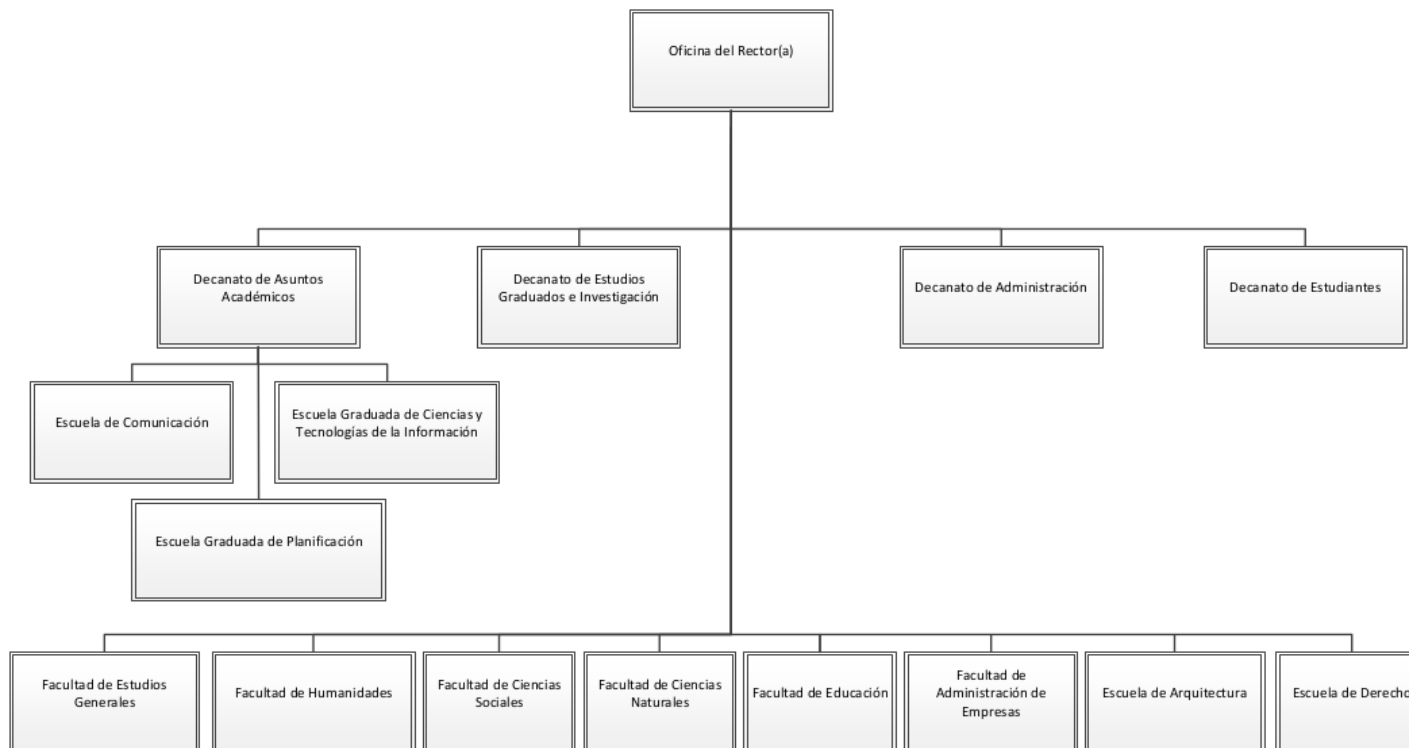 Oficina del Rector(a)
Decanato de Asuntos
Académicos
Decanato de Estudios
Graduados e Investigación
Decanato de Administración
Decanato de Estudiantes
Escuela de Comunicación
Escuela Graduada de Ciencias y
Tecnologías de la Información
Escuela Graduada de Planificación
Facultad de Estudios
Generales
Facultad de Humanidades
Facultad de Ciencias
Sociales
Facultad de Ciencias
Naturales
Facultad de Educación
Facultad de
Administración de
Empresas
Escuela de Arquitectura
Escuela de Derecho